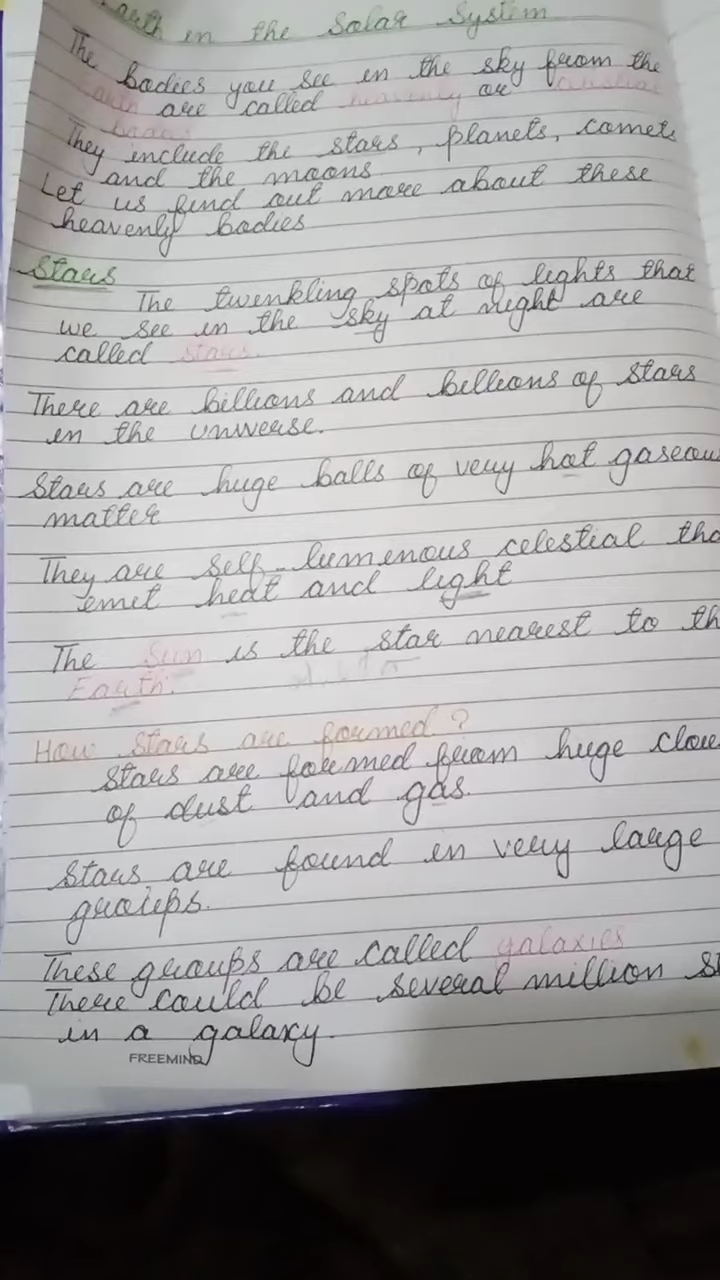 Earth in the Solar System
The bodies you see in the sky from the
Earth are called heavenly or celestial
bodies
They include the stars, planets, comets
and the moons
Let us find out more about these
heavenly bodies
Stars
The twinkling spots of lights that
we see in the sky at night are
called stars.
There are billions and billions of stars
in the universe.
Stars are huge balls of very hot gaseous
matter
They are self-luminous celestial tha
emit heat and light
The Sun is the star nearest to th
Earth.
How stars are formed?
Stars are formed from huge clou
of dust and gas.
Stars are found in very large
groups.
These groups are called galaxies
There could be several million st
in a galaxy.
FREEMIND